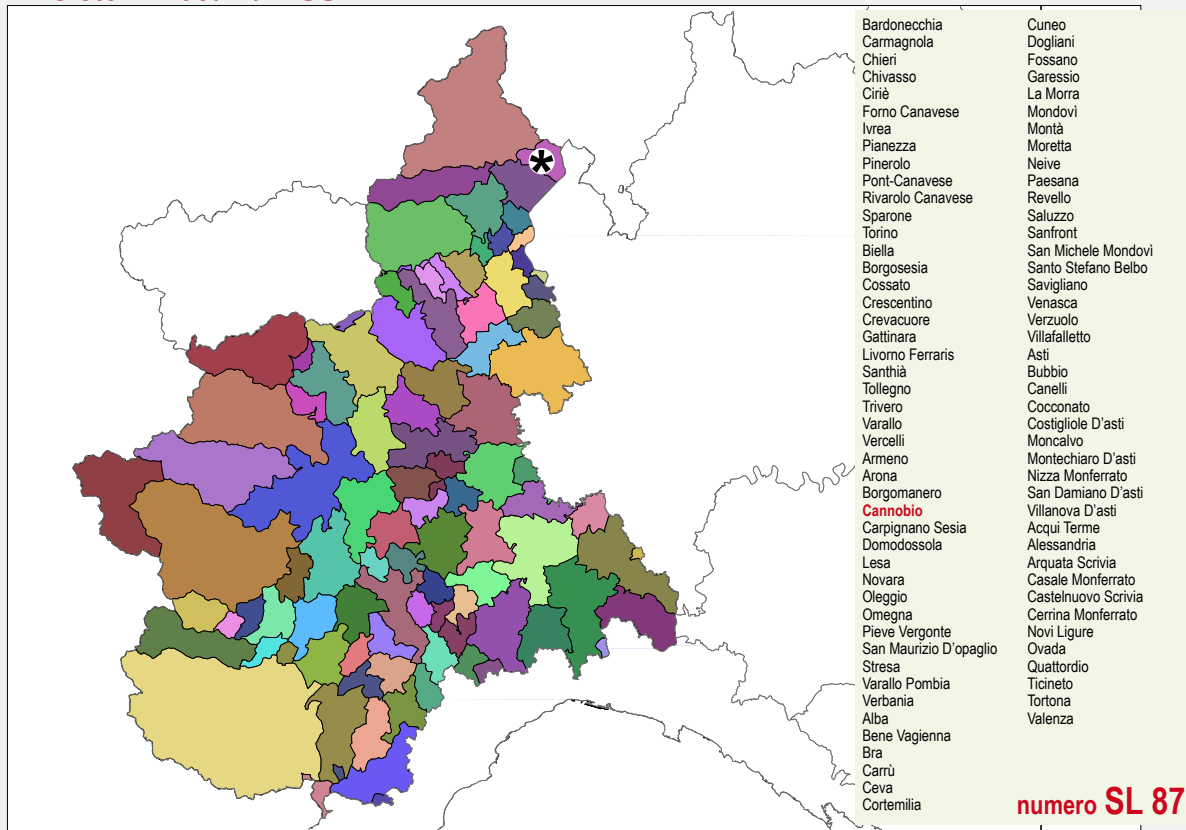 *
Bardonecchia
Carmagnola
Chieri
Chivasso
Ciriè
Forno Canavese
Ivrea
Pianezza
Pinerolo
Pont-Canavese
Rivarolo Canavese
Sparone
Torino
Biella
Borgosesia
Cossato
Crescentino
Crevacuore
Gattinara
Livorno Ferraris
Santhià
Tollegno
Trivero
Varallo
Vercelli
Armeno
Arona
Borgomanero
Cannobio
Carpignano Sesia
Domodossola
Lesa
Novara
Oleggio
Omegna
Pieve Vergonte
San Maurizio D'opaglio
Stresa
Varallo Pombia
Verbania
Alba
Bene Vagienna
Bra
Carrù
Ceva
Cortemilia
Cuneo
Dogliani
Fossano
Garessio
La Morra
Mondovì
Montà
Moretta
Neive
Paesana
Revello
Saluzzo
Sanfront
San Michele Mondovì
Santo Stefano Belbo
Savigliano
Venasca
Verzuolo
Villafalletto
Asti
Bubbio
Canelli
Cocconato
Costigliole D'asti
Moncalvo
Montechiaro D'asti
Nizza Monferrato
San Damiano D'asti
Villanova D'asti
Acqui Terme
Alessandria
Arquata Scrivia
Casale Monferrato
Castelnuovo Scrivia
Cerrina Monferrato
Novi Ligure
Ovada
Quattordio
Ticineto
Tortona
Valenza
numero SL 87